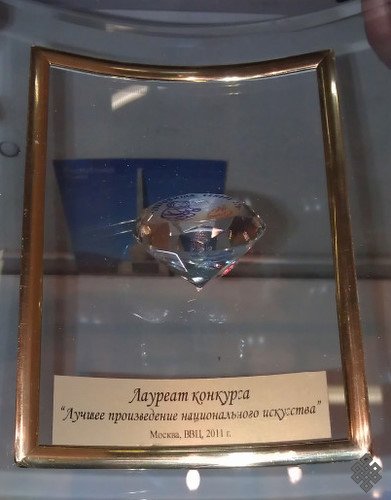 Лауреат конкурса
"Лучшее произведение национального искусства"
Москва, ВВЦ, 2011 г.